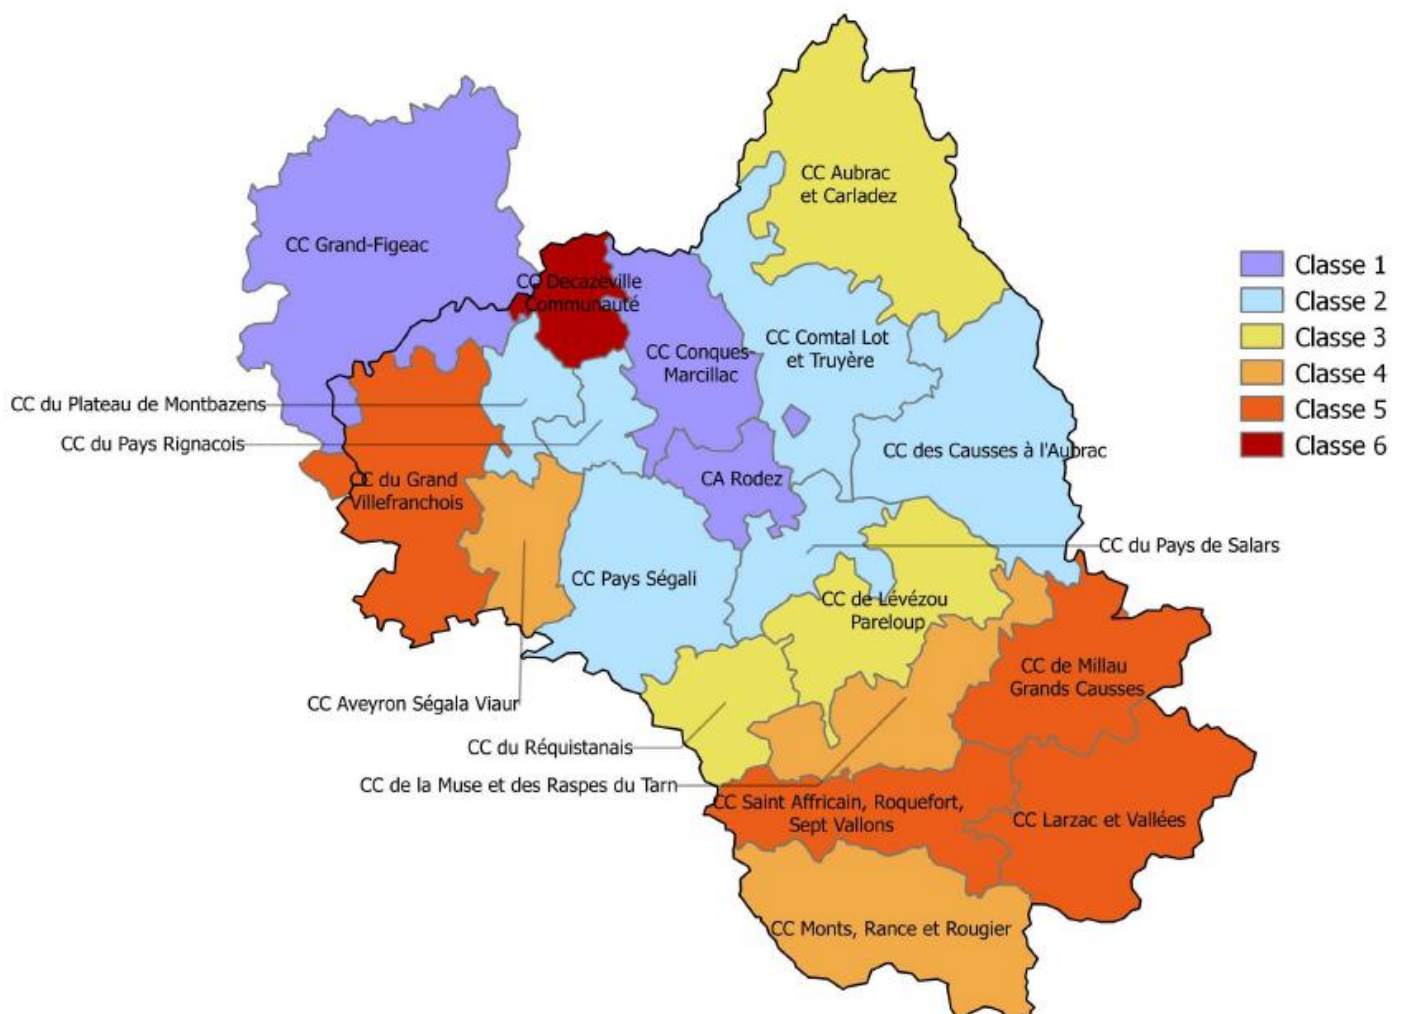 CC Aubrac
et Carladez
CC Grand-Figeac
CC Decazeville
Communauté
CC Comtal Lot
et Truyère
CC Conques-
Marcillac
CC du Plateau de Montbazens
CC du Pays Rignacois
CC des Causses à l'Aubrac
CC du Grand
Villefranchois
CA Rodez
CC du Pays de Salars
CC Pays Ségali
CC de Lévézou
Pareloup
CC de Millau
Grands Causses
CC Aveyron Ségala Viaur
CC du Réquistanais
CC de la Muse et des Raspes du Tarn
CC Saint Affricain, Roquefort,
Sept Vallons
CC Larzac et Vallées
CC Monts, Rance et Rougier
Classe 1
Classe 2
Classe 3
Classe 4
Classe 5
Classe 6